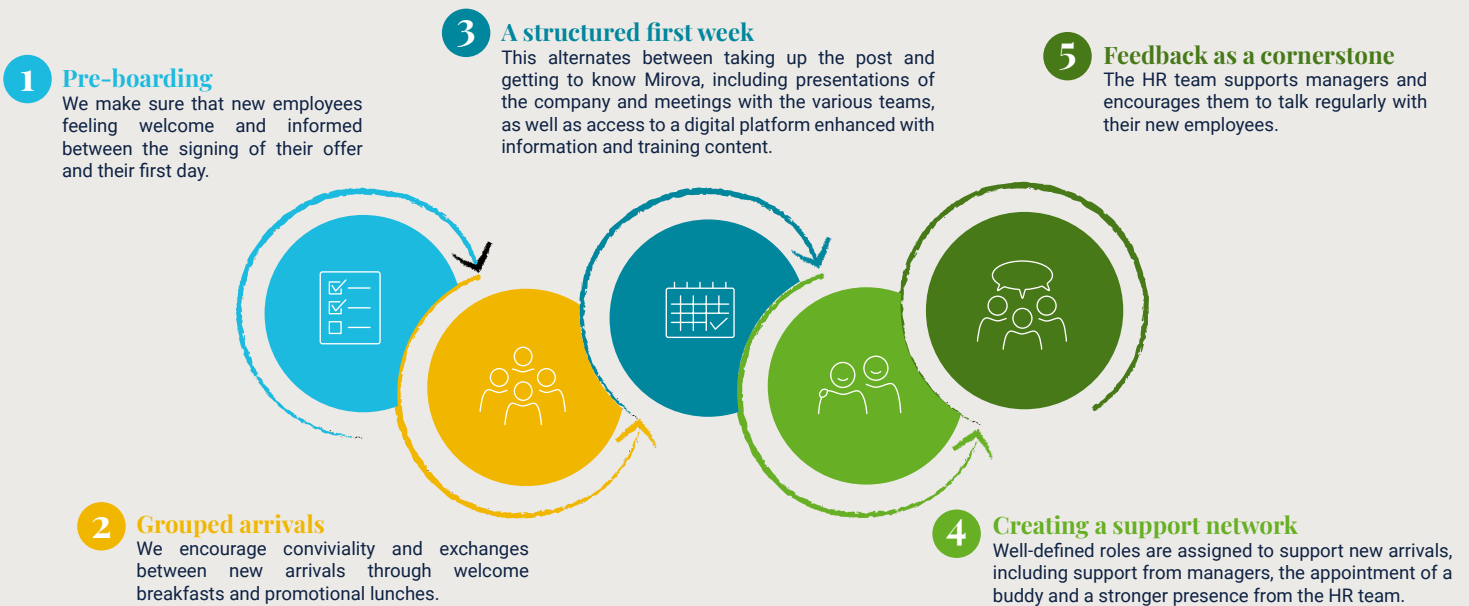 1 Pre-boarding
We make sure that new employees
feeling welcome and informed
between the signing of their offer
and their first day.
2 Grouped arrivals
We encourage conviviality and exchanges
between new arrivals through welcome
breakfasts and promotional lunches.
3 A structured first week
This alternates between taking up the post and
getting to know Mirova, including presentations of
the company and meetings with the various teams,
as well as access to a digital platform enhanced with
information and training content.
4 Creating a support network
Well-defined roles are assigned to support new arrivals,
including support from managers, the appointment of a
buddy and a stronger presence from the HR team.
5 Feedback as a cornerstone
The HR team supports managers and
encourages them to talk regularly with
their new employees.